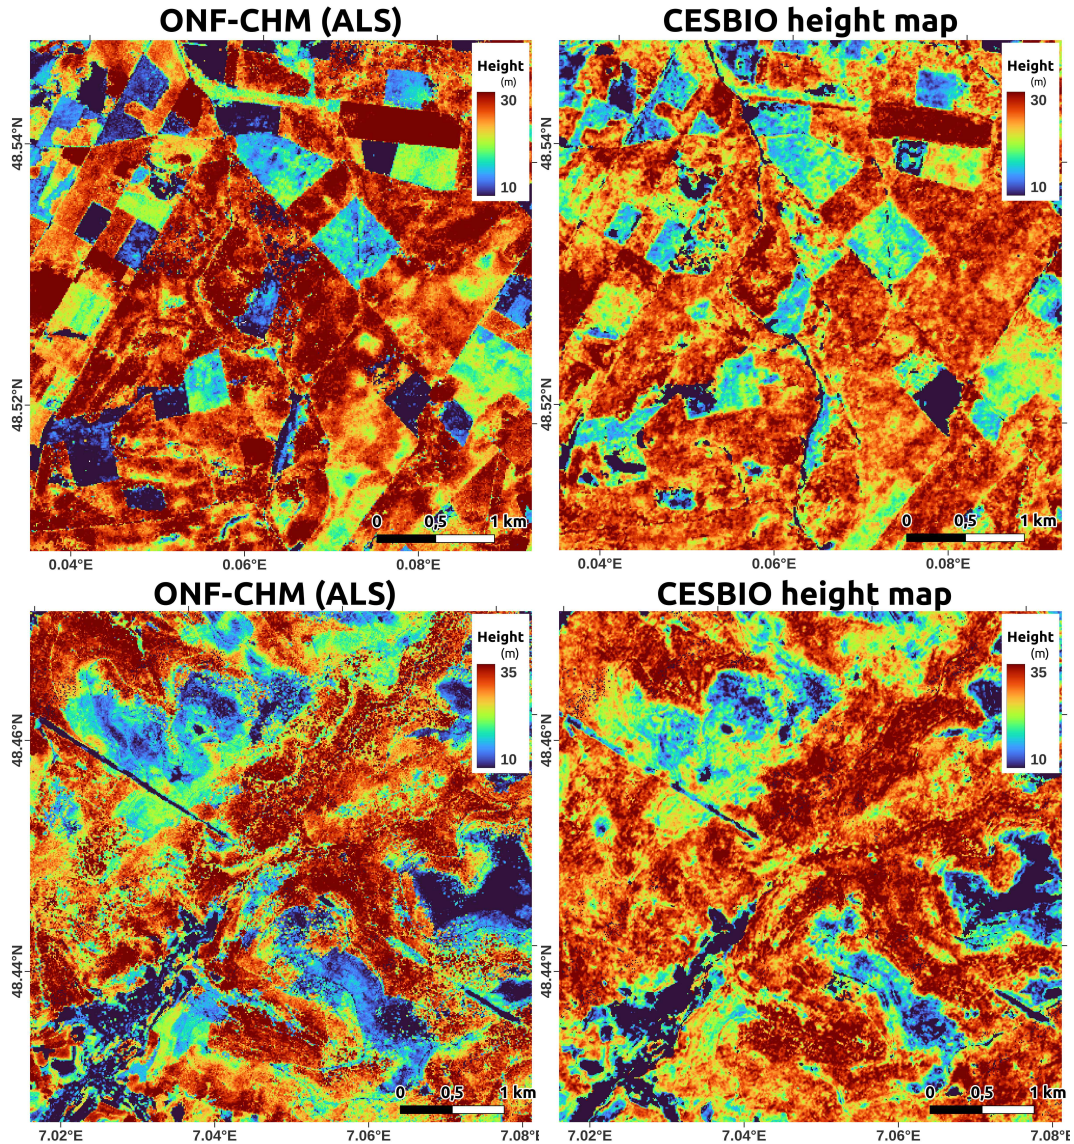 ONF-CHM (ALS)
CESBIO height map
Height
(m)
30
10
Height
(m)
30
10
48.54°N
48.52°N
48.54°N
48.52°N
0 0,5 1 km
0 0,5 1 km
0.04°E 0.06°E 0.08°E
0.04°E 0.06°E 0.08°E
ONF-CHM (ALS)
CESBIO height map
Height
(m)
35
10
Height
(m)
35
10
48.46°N
48.44°N
48.46°N
48.44°N
0 0,5 1 km
0 0,5 1 km
7.02°E 7.04°E 7.06°E 7.08°E
7.02°E 7.04°E 7.06°E 7.08°E